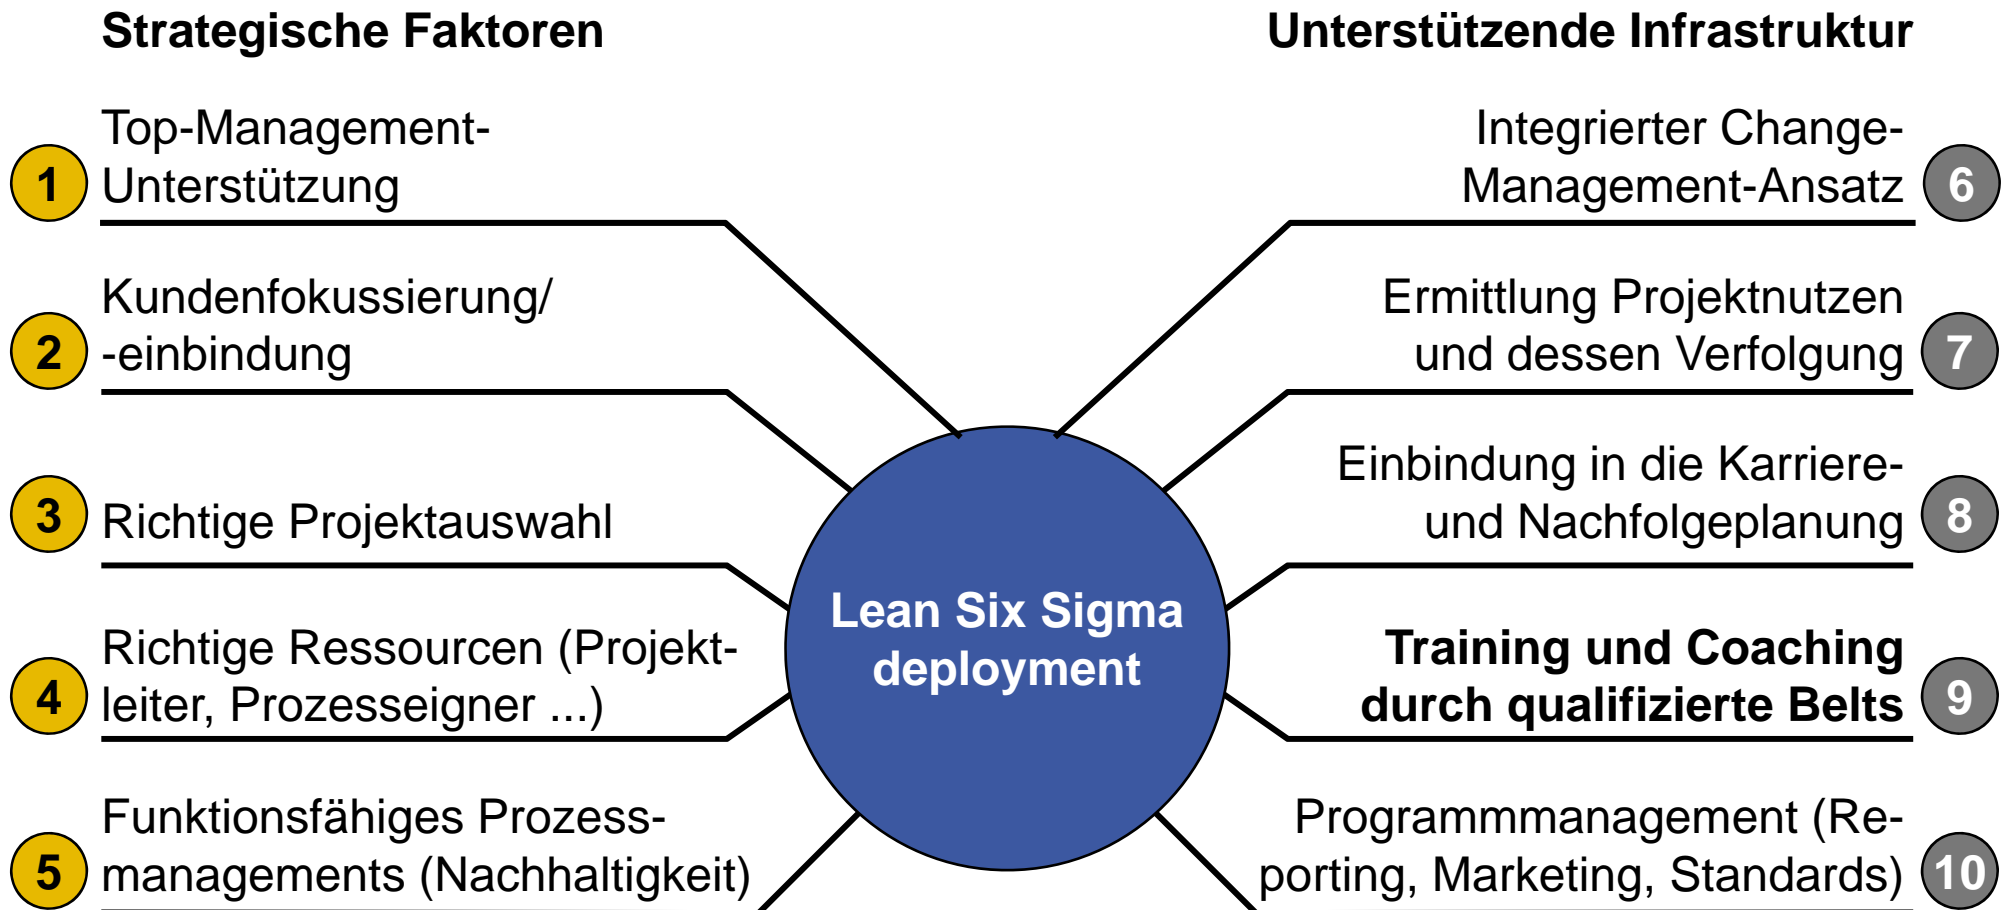 Strategische Faktoren
1
Top-Management-
Unterstützung
2
Kundenfokussierung/
-einbindung
3
Richtige Projektauswahl
4
Richtige Ressourcen (Projekt-
leiter, Prozesseigner ...)
5
Funktionsfähiges Prozess-
managements (Nachhaltigkeit)
Lean Six Sigma
deployment
Unterstützende Infrastruktur
Integrierter Change-
Management-Ansatz
6
Ermittlung Projektnutzen
und dessen Verfolgung
7
Einbindung in die Karriere-
und Nachfolgeplanung
8
Training und Coaching
durch qualifizierte Belts
9
Programmmanagement (Re-
porting, Marketing, Standards)
10